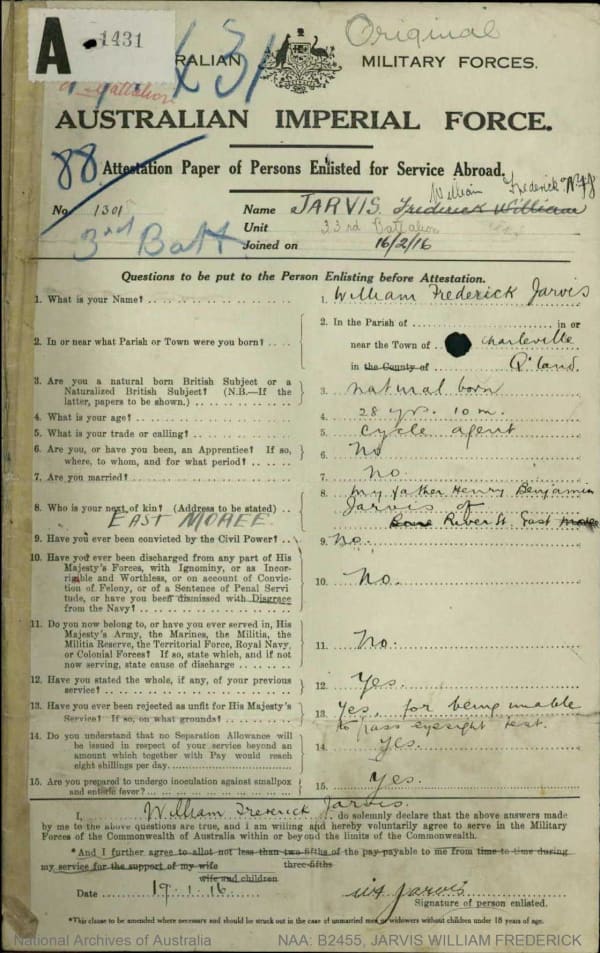 A 1431
431 Original
RALIAN MILITARY FORCES.
Battalion
AUSTRALIAN IMPERIAL FORCE.
88 Attestation Paper of Persons Enlisted for Service Abroad.
William Frederick
No. 1301 Name JARVIS. Frederick William
Unit 33rd Battalion
3rd Batt
Joined on 16/2/16
Questions to be put to the Person Enlisting before Attestation.
1. What is your Name? 1. William Frederick Jarvis
2. In or near what Parish or Town were you born? 2. In the Parish of in or
near the Town of Charleville
in the County of Q'land.
3. Are you a natural born British Subject or a
Naturalized British Subject? (N.B.—If the
latter, papers to be shown.) 3. natural born
4. What is your age? 4. 28 yrs. 10 m.
5. What is your trade or calling? 5. Cycle agent
6. Are you, or have you been, an Apprentice? If so,
where, to whom, and for what period? 6. No
7. Are you married? 7. No.
8. Who is your next of kin? (Address to be stated) 8. My father Henry Benjamin
Jarvis of
EAST MOREE River St. East Moree
9. Have you ever been convicted by the Civil Power? 9. No.
10. Have you ever been discharged from any part of His
Majesty's Forces, with Ignominy, or as Incor-
rigible and Worthless, or on account of Convic-
tion of Felony, or of a Sentence of Penal Servi
tude, or have you been dismissed with Disgrace
from the Navy? 10. No.
11. Do you now belong to, or have you ever served in, His
Majesty's Army, the Marines, the Militia, the
Militia Reserve, the Territorial Force, Royal Navy,
or Colonial Forces? If so, state which, and if not
now serving, state cause of discharge 11. No.
12. Have you stated the whole, if any, of your previous
service? 12. Yes.
13. Have you ever been rejected as unfit for His Majesty's
Service? If so, on what grounds? 13. Yes, for being unable
to pass eyesight test.
14. Do you understand that no Separation Allowance will
be issued in respect of your service beyond an
amount which together with Pay would reach
eight shillings per day. 14. Yes.
15. Are you prepared to undergo inoculation against smallpox
and enteric fever? 15. Yes.
I, William Frederick Jarvis. do solemnly declare that the above answers made
by me to the above questions are true, and I am willing and hereby voluntarily agree to serve in the Military
Forces of the Commonwealth of Australia within or beyond the limits of the Commonwealth.
*And I further agree to allot not less than two-fifths of the pay payable to me from time to time during
three-fifths
my service for the support of my wife
wife and children
Date 19.1.16. W F Jarvis
Signature of person enlisted.
*This clause to be amended where necessary and should be struck out in the case of unmarried men or widowers without children under 18 years of age.
National Archives of Australia NAA: B2455, JARVIS WILLIAM FREDERICK